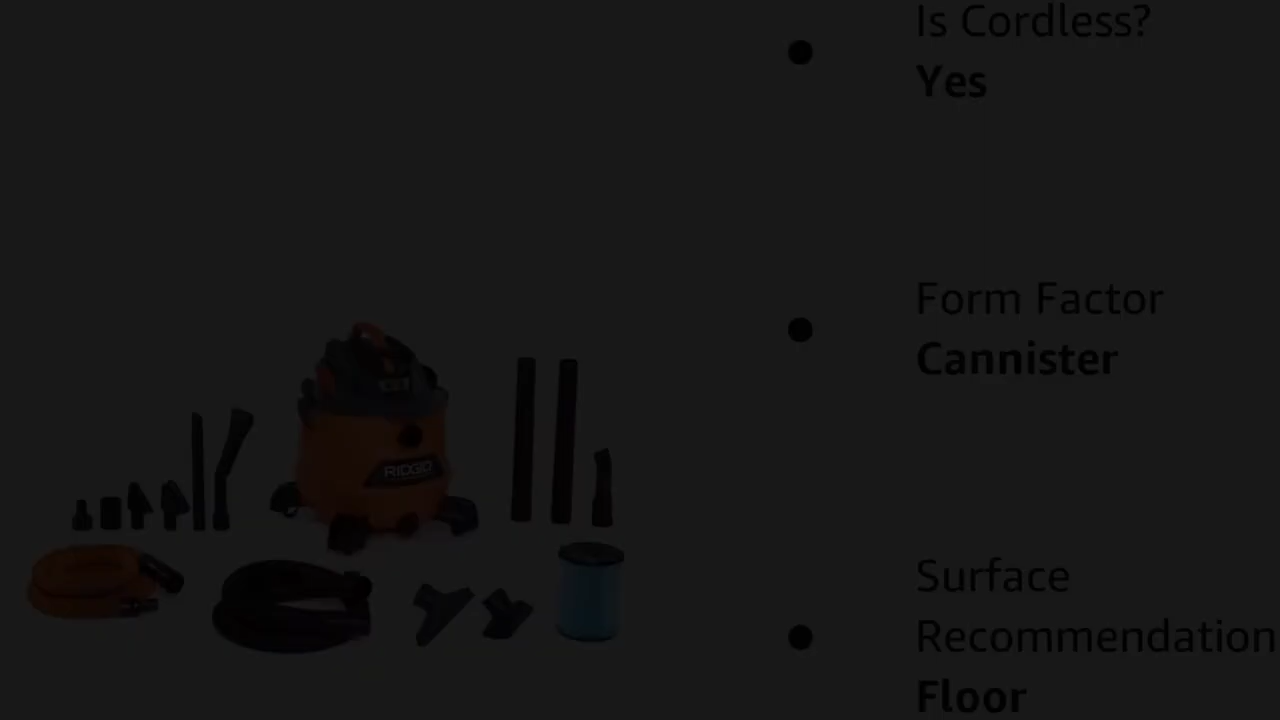 Is Cordless?
Yes
Form Factor
Cannister
RIDGID
Surface
Recommendation
Floor